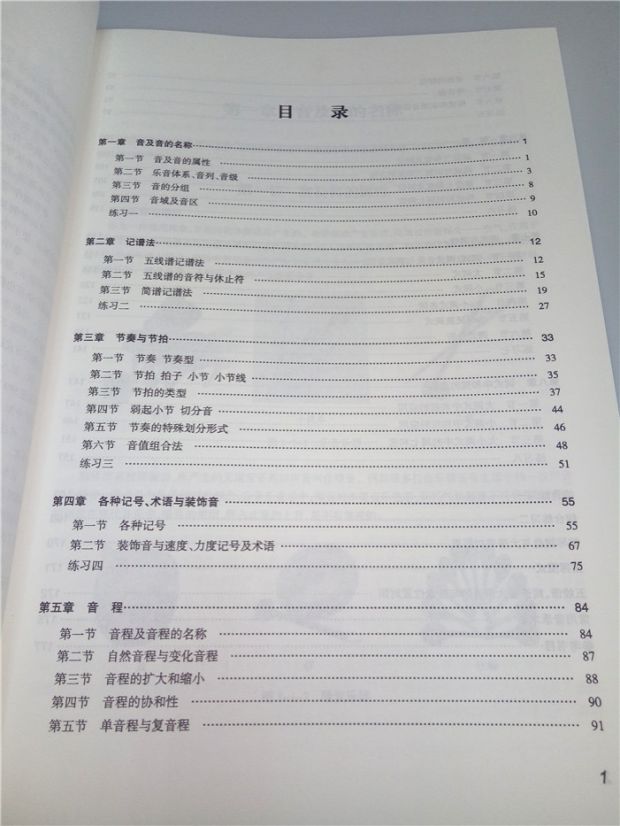 目 录
第一章 音及音的名称 1
第一节 音及音的属性 1
第二节 乐音体系、音列、音级 3
第三节 音的分组 8
第四节 音域及音区 9
练习一 10
第二章 记谱法 12
第一节 五线谱记谱法 12
第二节 五线谱的音符与休止符 15
第三节 简谱记谱法 19
练习二 27
第三章 节奏与节拍 33
第一节 节奏 节奏型 33
第二节 节拍 拍子 小节 小节线 35
第三节 节拍的类型 37
第四节 弱起小节 切分音 44
第五节 节奏的特殊划分形式 46
第六节 音值组合法 48
练习三 51
第四章 各种记号、术语与装饰音 55
第一节 各种记号 55
第二节 装饰音与速度、力度记号及术语 67
练习四 75
第五章 音 程 84
第一节 音程及音程的名称 84
第二节 自然音程与变化音程 87
第三节 音程的扩大和缩小 88
第四节 音程的协和性 90
第五节 单音程与复音程 91
1